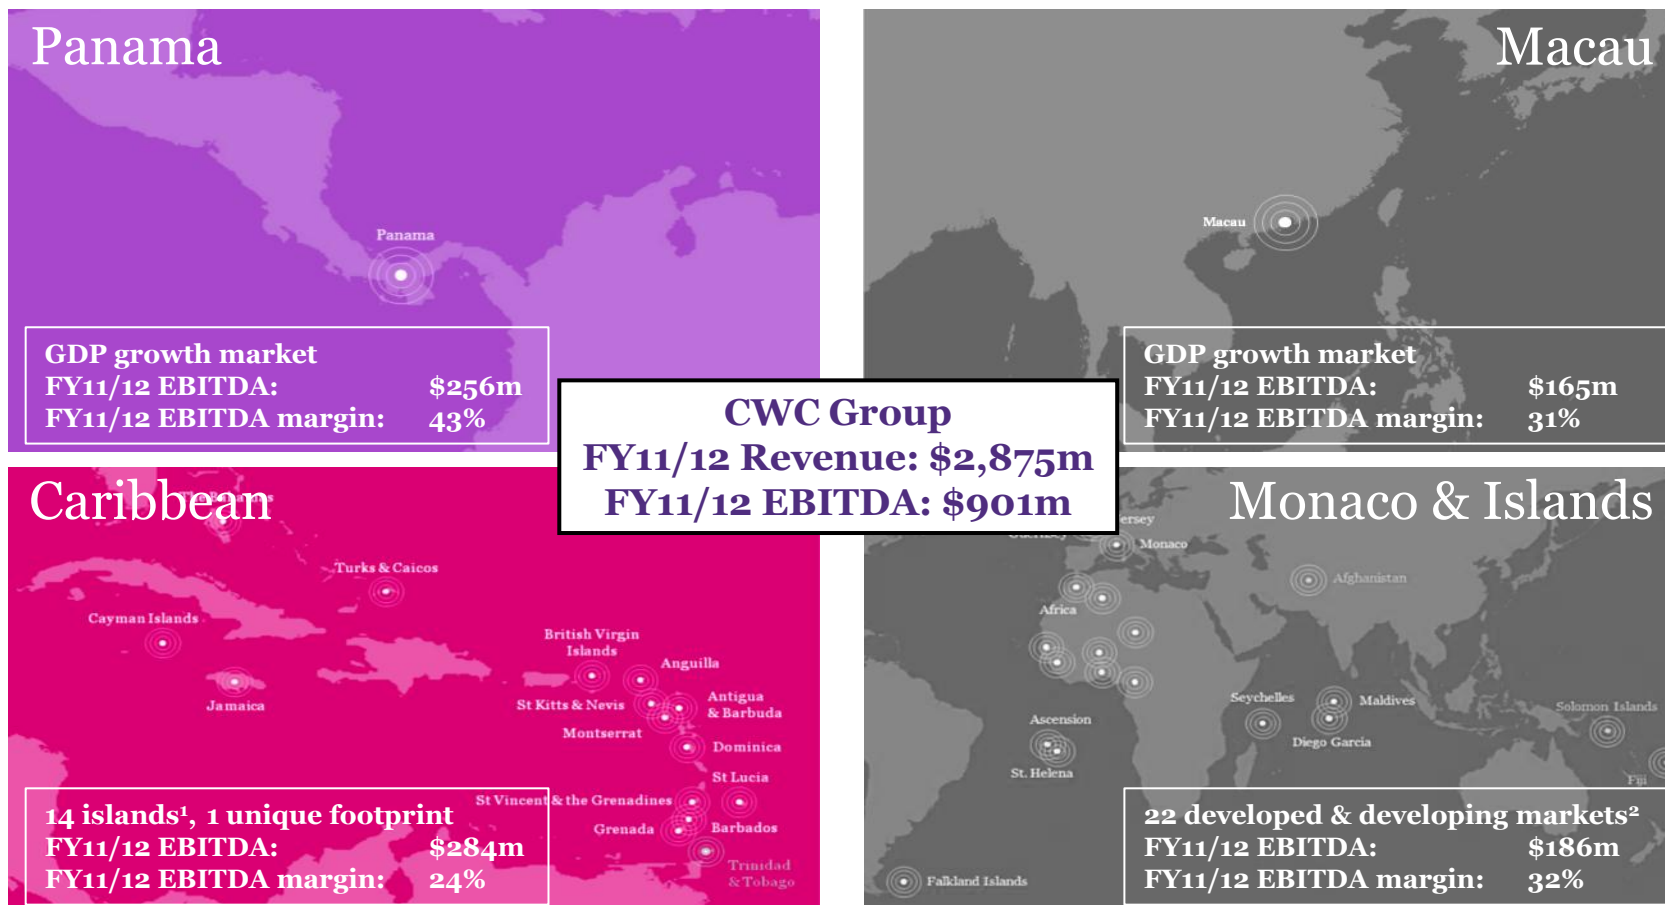 Panama
Panama
GDP growth market
FY11/12 EBITDA: $256m
FY11/12 EBITDA margin: 43%
Macau
Macau
GDP growth market
FY11/12 EBITDA: $165m
FY11/12 EBITDA margin: 31%
CWC Group
FY11/12 Revenue: $2,875m
FY11/12 EBITDA: $901m
Caribbean
The Bahamas
Turks & Caicos
Cayman Islands
Jamaica
British Virgin
Islands
Anguilla
St Kitts & Nevis
Antigua
& Barbuda
Montserrat
Dominica
St Lucia
St Vincent & the Grenadines
Grenada
Barbados
Trinidad
& Tobago
14 islands¹, 1 unique footprint
FY11/12 EBITDA: $284m
FY11/12 EBITDA margin: 24%
Monaco & Islands
Monaco
Afghanistan
Africa
Seychelles
Maldives
Solomon Islands
Ascension
Diego Garcia
St. Helena
Fiji
Falkland Islands
22 developed & developing markets²
FY11/12 EBITDA: $186m
FY11/12 EBITDA margin: 32%